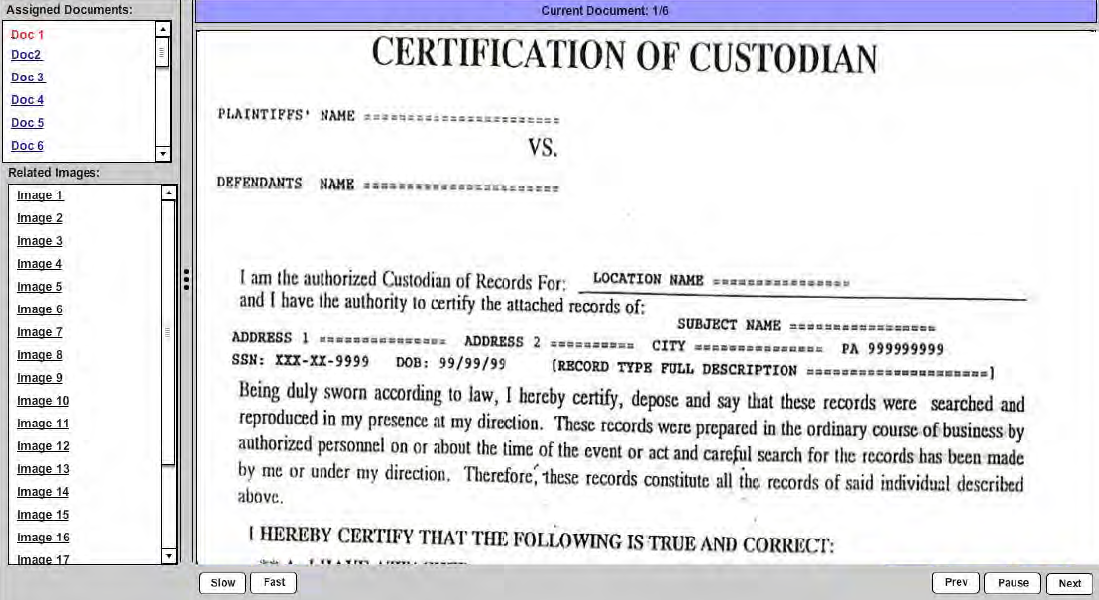 Assigned Documents:
Doc 1
Doc2
Doc 3
Doc 4
Doc 5
Doc 6
Related Images:
Image 1
Image 2
Image 3
Image 4
Image 5
Image 6
Image 7
Image 8
Image 9
Image 10
Image 11
Image 12
Image 13
Image 14
Image 15
Image 16
Image 17
Current Document: 1/6
CERTIFICATION OF CUSTODIAN
PLAINTIFFS' NAME ========================
VS.
DEFENDANTS NAME ========================
I am the authorized Custodian of Records For: LOCATION NAME ================
and I have the authority to certify the attached records of:
SUBJECT NAME =================
ADDRESS 1 =============== ADDRESS 2 ========== CITY =============== PA 999999999
SSN: XXX-XX-9999 DOB: 99/99/99 [RECORD TYPE FULL DESCRIPTION =====================]
Being duly sworn according to law, I hereby certify, depose and say that these records were searched and
reproduced in my presence at my direction. These records were prepared in the ordinary course of business by
authorized personnel on or about the time of the event or act and careful search for the records has been made
by me or under my direction. Therefore, these records constitute all the records of said individual described
above.
I HEREBY CERTIFY THAT THE FOLLOWING IS TRUE AND CORRECT:
Slow
Fast
Prev
Pause
Next